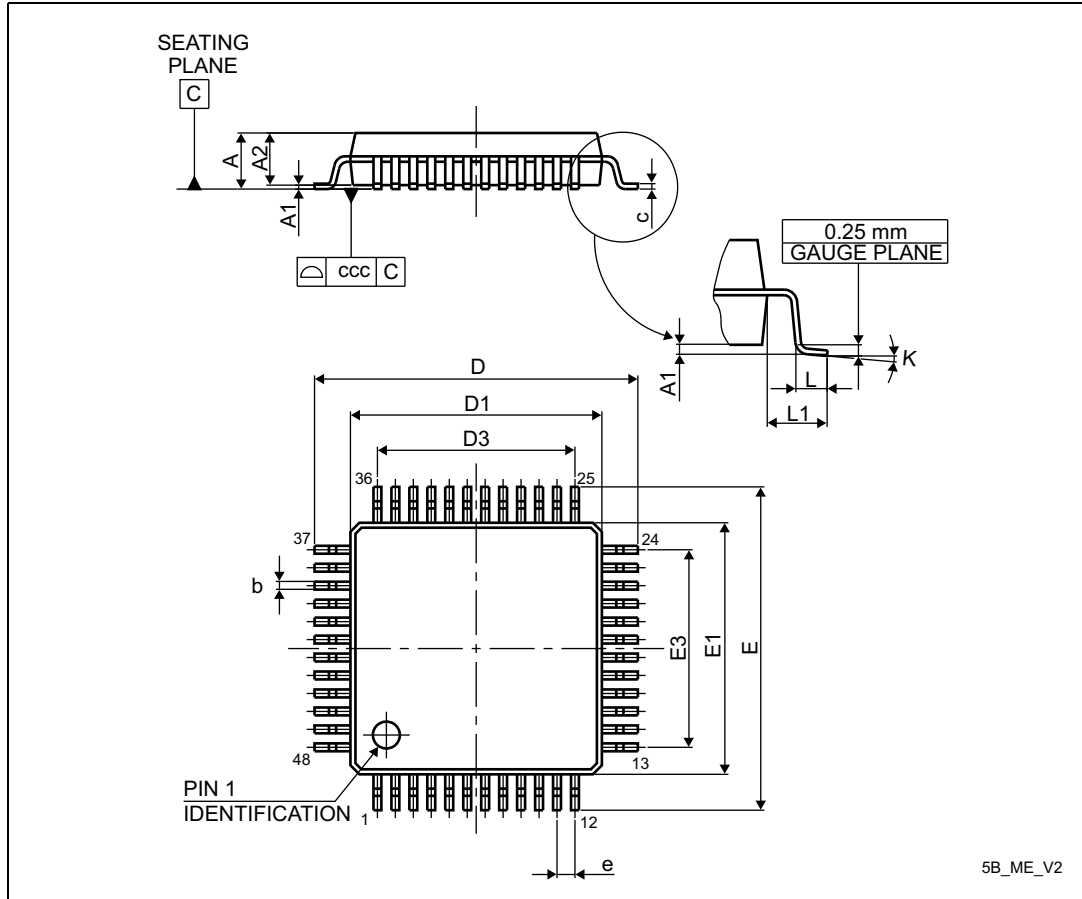 SEATING
PLANE
C
A
A2
A1
c
ccc C
0.25 mm
GAUGE PLANE
A1
K
L
L1
D
D1
D3
36
25
37
24
b
E3
E1
E
48
13
PIN 1
IDENTIFICATION
1
12
e
5B_ME_V2